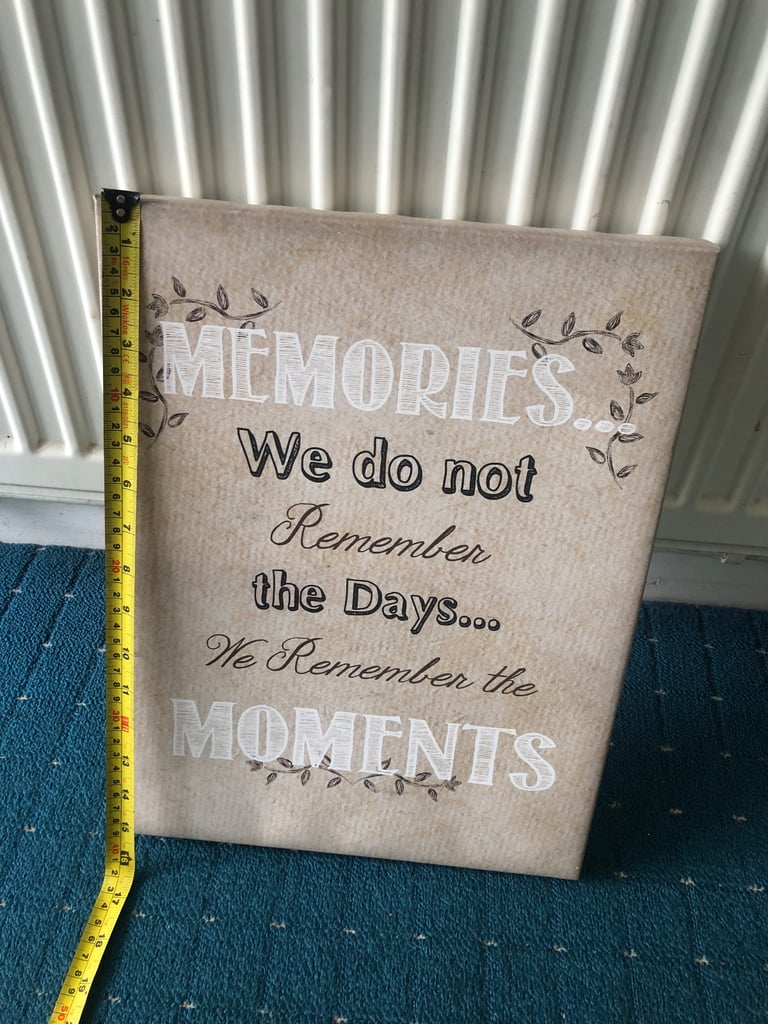 MEMORIES...
We do not
Remember
the Days...
We Remember the
MOMENTS